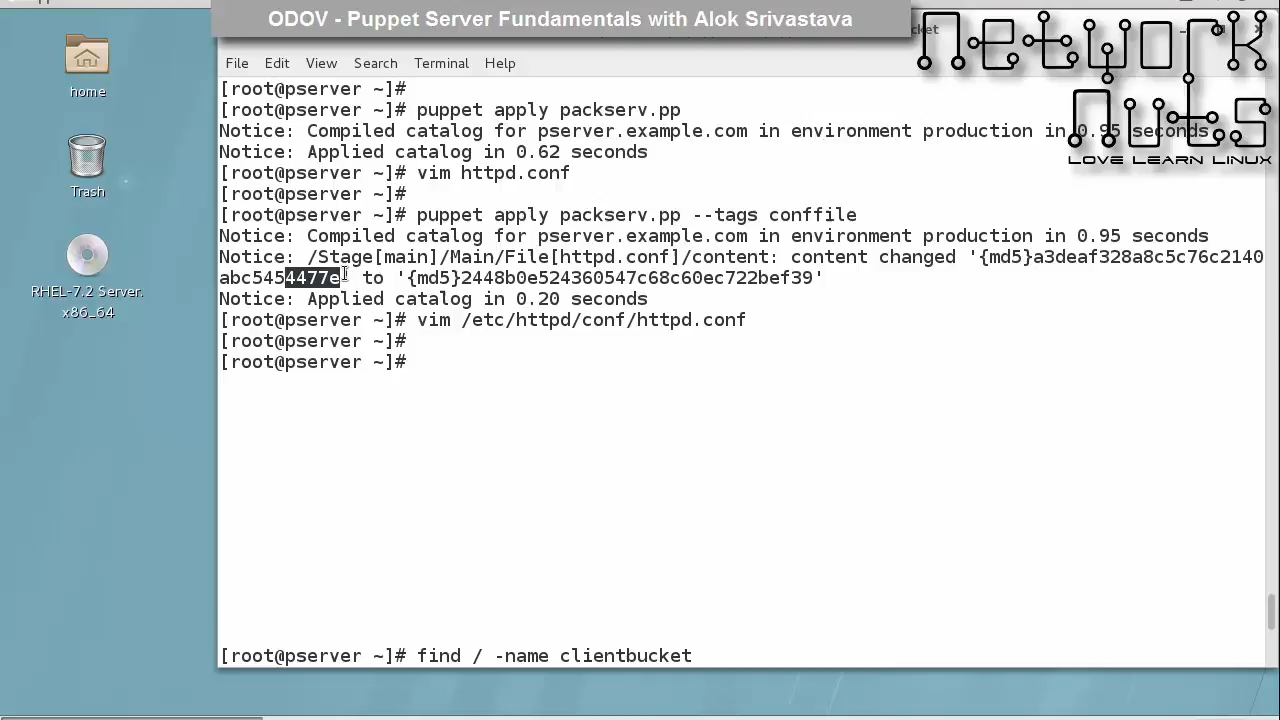 ODOV - Puppet Server Fundamentals with Alok Srivastava
NETWORK
NUTS
LOVE LEARN LINUX
home
Trash
RHEL-7.2 Server.
x86_64
File Edit View Search Terminal Help
[root@pserver ~]#
[root@pserver ~]# puppet apply packserv.pp
Notice: Compiled catalog for pserver.example.com in environment production in 0.95 seconds
Notice: Applied catalog in 0.62 seconds
[root@pserver ~]# vim httpd.conf
[root@pserver ~]#
[root@pserver ~]# puppet apply packserv.pp --tags conffile
Notice: Compiled catalog for pserver.example.com in environment production in 0.95 seconds
Notice: /Stage[main]/Main/File[httpd.conf]/content: content changed '{md5}a3deaf328a8c5c76c2140
abc5454477e' to '{md5}2448b0e524360547c68c60ec722bef39'
Notice: Applied catalog in 0.20 seconds
[root@pserver ~]# vim /etc/httpd/conf/httpd.conf
[root@pserver ~]#
[root@pserver ~]#
[root@pserver ~]# find / -name clientbucket